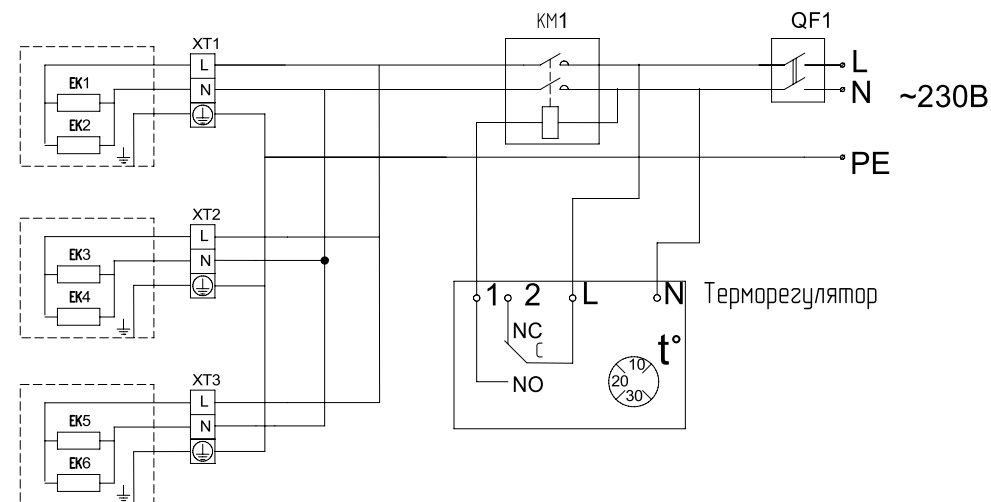 KM1
QF1
XT1
L
N
EK1
EK2
L
N
~230В
PE
XT2
L
N
EK3
EK4
1
2
L
N
Терморегулятор
NC
C
NO
t°
10
20
30
XT3
L
N
EK5
EK6